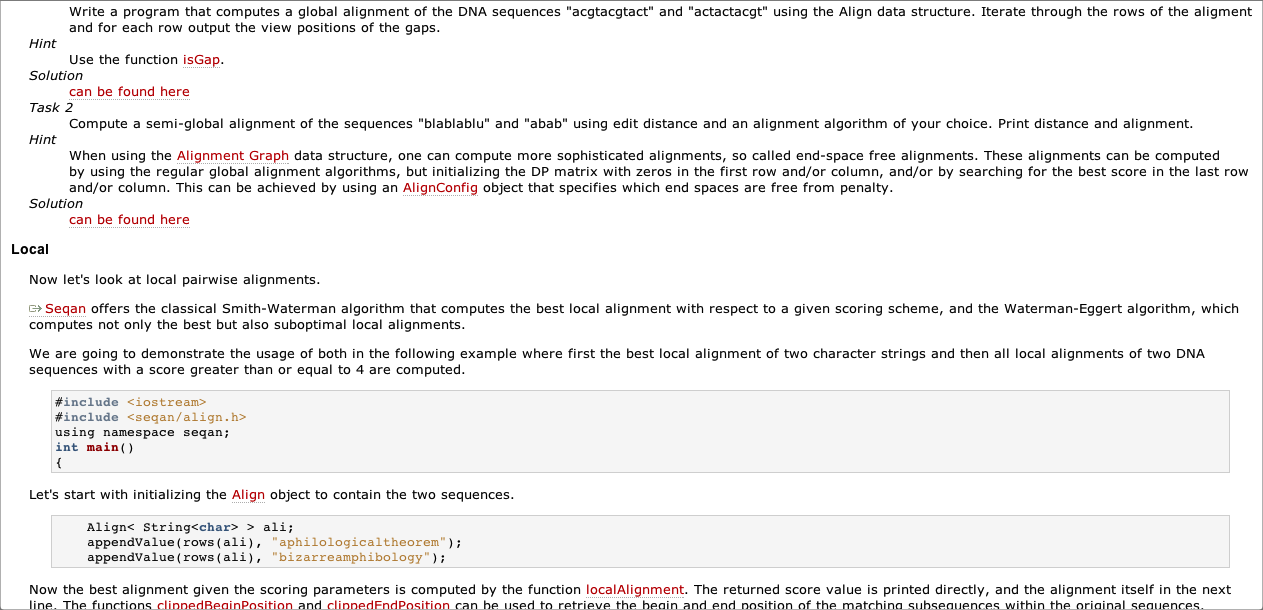 Write a program that computes a global alignment of the DNA sequences "acgtacgtact" and "actactacgt" using the Align data structure. Iterate through the rows of the aligment
and for each row output the view positions of the gaps.
Hint
Use the function isGap.
Solution
can be found here
Task 2
Compute a semi-global alignment of the sequences "blablablu" and "abab" using edit distance and an alignment algorithm of your choice. Print distance and alignment.
Hint
When using the Alignment Graph data structure, one can compute more sophisticated alignments, so called end-space free alignments. These alignments can be computed
by using the regular global alignment algorithms, but initializing the DP matrix with zeros in the first row and/or column, and/or by searching for the best score in the last row
and/or column. This can be achieved by using an AlignConfig object that specifies which end spaces are free from penalty.
Solution
can be found here
Local
Now let's look at local pairwise alignments.
Seqan offers the classical Smith-Waterman algorithm that computes the best local alignment with respect to a given scoring scheme, and the Waterman-Eggert algorithm, which
computes not only the best but also suboptimal local alignments.
We are going to demonstrate the usage of both in the following example where first the best local alignment of two character strings and then all local alignments of two DNA
sequences with a score greater than or equal to 4 are computed.
#include <iostream>
#include <seqan/align.h>
using namespace seqan;
int main()
{
Let's start with initializing the Align object to contain the two sequences.
Align< String<char> > ali;
appendValue(rows(ali), "aphilologicaltheorem");
appendValue(rows(ali), "bizarreamphibology");
Now the best alignment given the scoring parameters is computed by the function localAlignment. The returned score value is printed directly, and the alignment itself in the next
line. The functions clippedBeginPosition and clippedEndPosition can be used to retrieve the begin and end position of the matching subsequences within the original sequences.